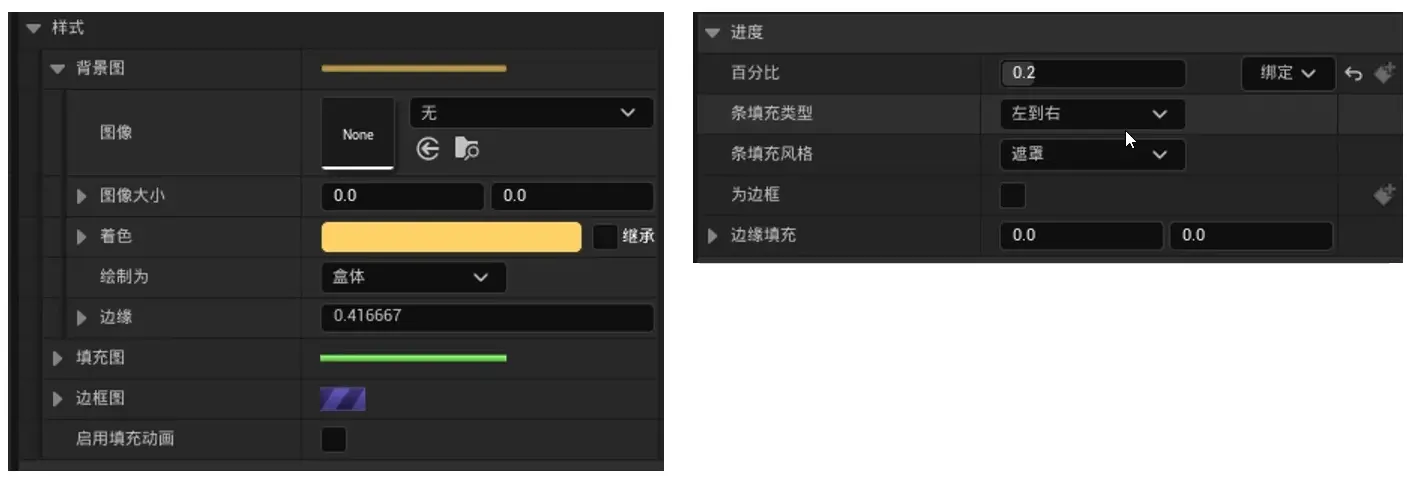 样式
背景图
图像
None
无
图像大小 0.0 0.0
着色 继承
绘制为 盒体
边缘 0.416667
填充图
边框图
启用填充动画
进度
百分比 0.2 绑定
条填充类型 左到右
条填充风格 遮罩
为边框
边缘填充 0.0 0.0